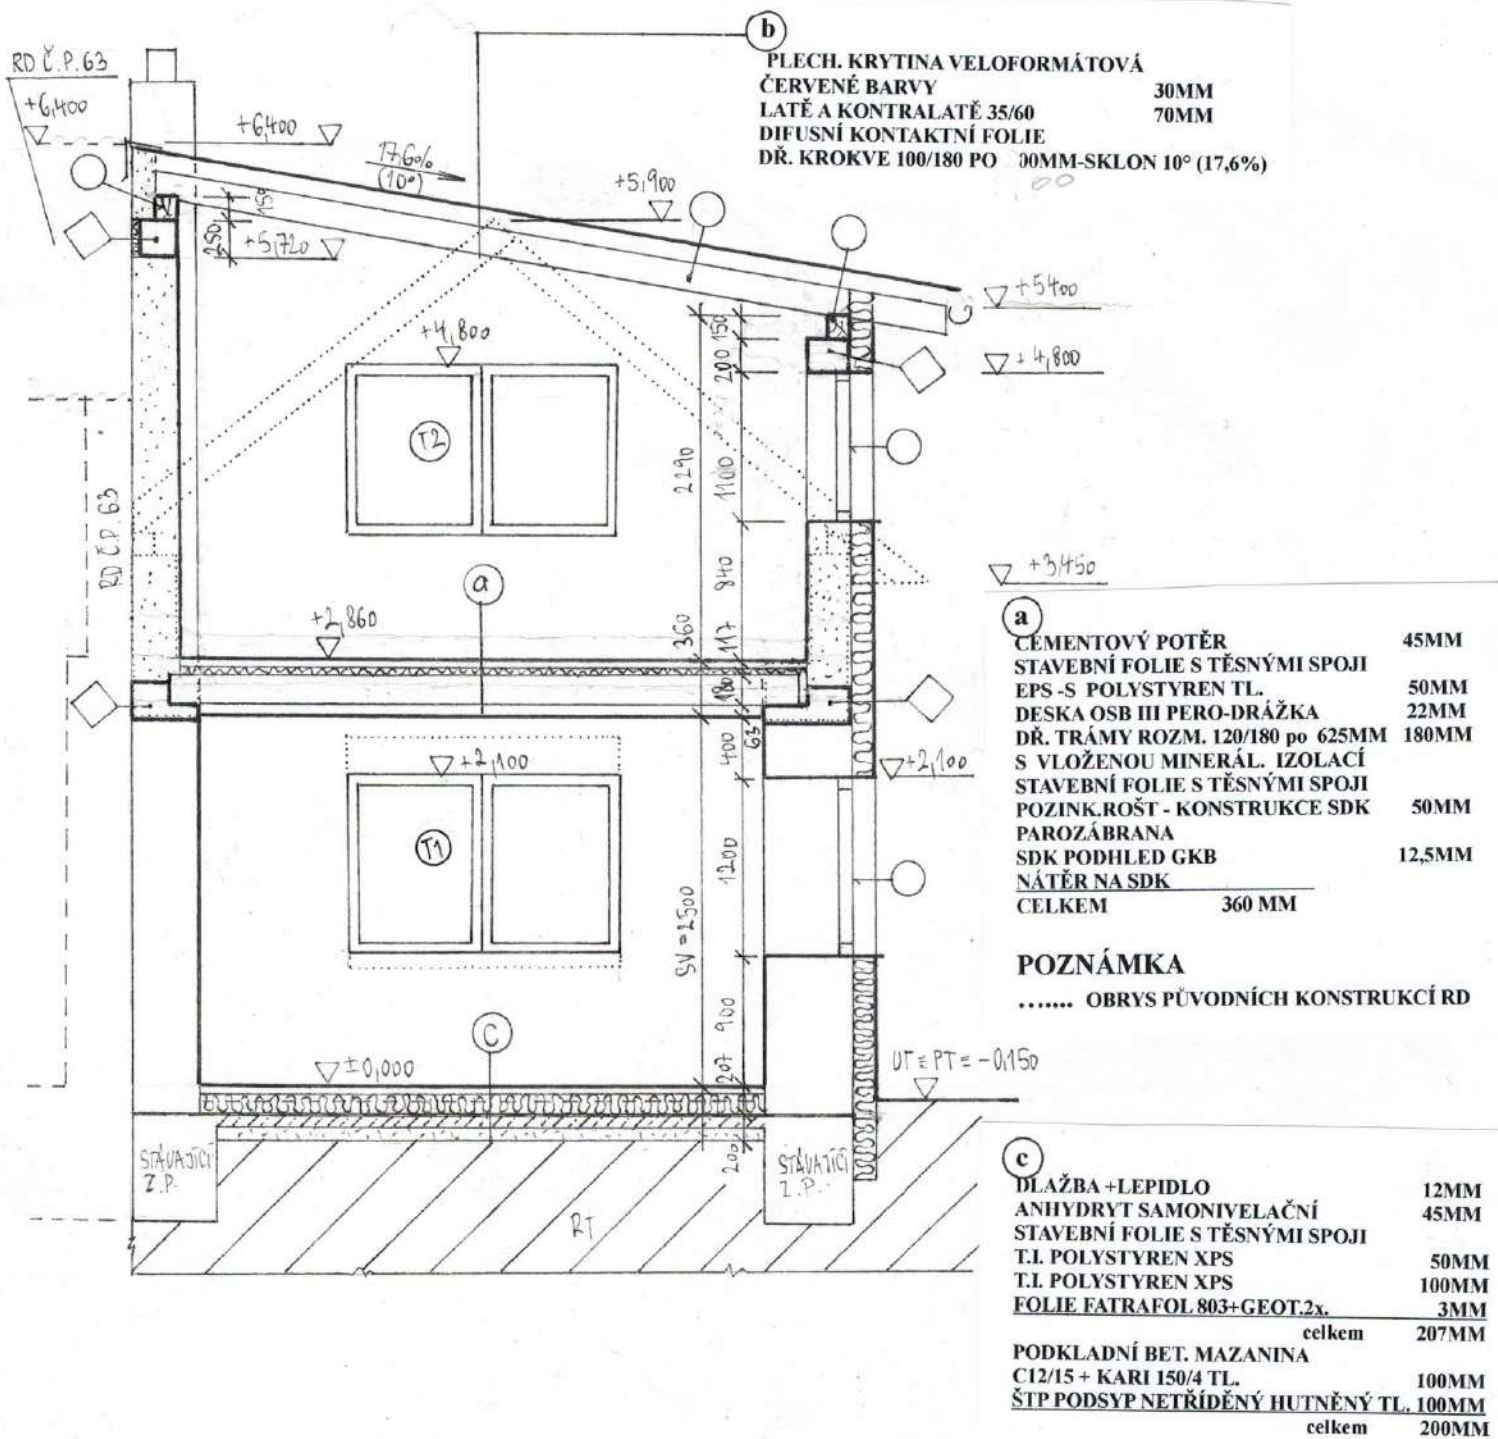 b
PLECH. KRYTINA VELOFORMÁTOVÁ
ČERVENÉ BARVY 30MM
LATĚ A KONTRALATĚ 35/60 70MM
DIFUSNÍ KONTAKTNÍ FOLIE
DŘ. KROKVE 100/180 PO 00MM-SKLON 10° (17,6%)
RD Č.P.63
+6,400
+6,400
17,6%
(10°)
+5,900
150
250
+5,720
+5400
+4,800
+4,800
150
200
T2
2290
1100
RD Č.P. 63
+3,450
a
840
+2,860
360
117
180
63
400
+2,100
+2,100
T1
1200
SV=2500
900
C
±0,000
207
UT = PT = -0,150
200
STÁVAJÍCÍ
Z.P.
STÁVAJÍCÍ
Z.P.
RT
a
CEMENTOVÝ POTĚR 45MM
STAVEBNÍ FOLIE S TĚSNÝMI SPOJI
EPS -S POLYSTYREN TL. 50MM
DESKA OSB III PERO-DRÁŽKA 22MM
DŘ. TRÁMY ROZM. 120/180 po 625MM 180MM
S VLOŽENOU MINERÁL. IZOLACÍ
STAVEBNÍ FOLIE S TĚSNÝMI SPOJI
POZINK.ROŠT - KONSTRUKCE SDK 50MM
PAROZÁBRANA
SDK PODHLED GKB 12,5MM
NÁTĚR NA SDK
CELKEM 360 MM
POZNÁMKA
....... OBRYS PŮVODNÍCH KONSTRUKCÍ RD
c
DLAŽBA +LEPIDLO 12MM
ANHYDRYT SAMONIVELAČNÍ 45MM
STAVEBNÍ FOLIE S TĚSNÝMI SPOJI
T.I. POLYSTYREN XPS 50MM
T.I. POLYSTYREN XPS 100MM
FOLIE FATRAFOL 803+GEOT.2x. 3MM
celkem 207MM
PODKLADNÍ BET. MAZANINA
C12/15 + KARI 150/4 TL. 100MM
ŠTP PODSYP NETŘÍDĚNÝ HUTNĚNÝ TL. 100MM
celkem 200MM